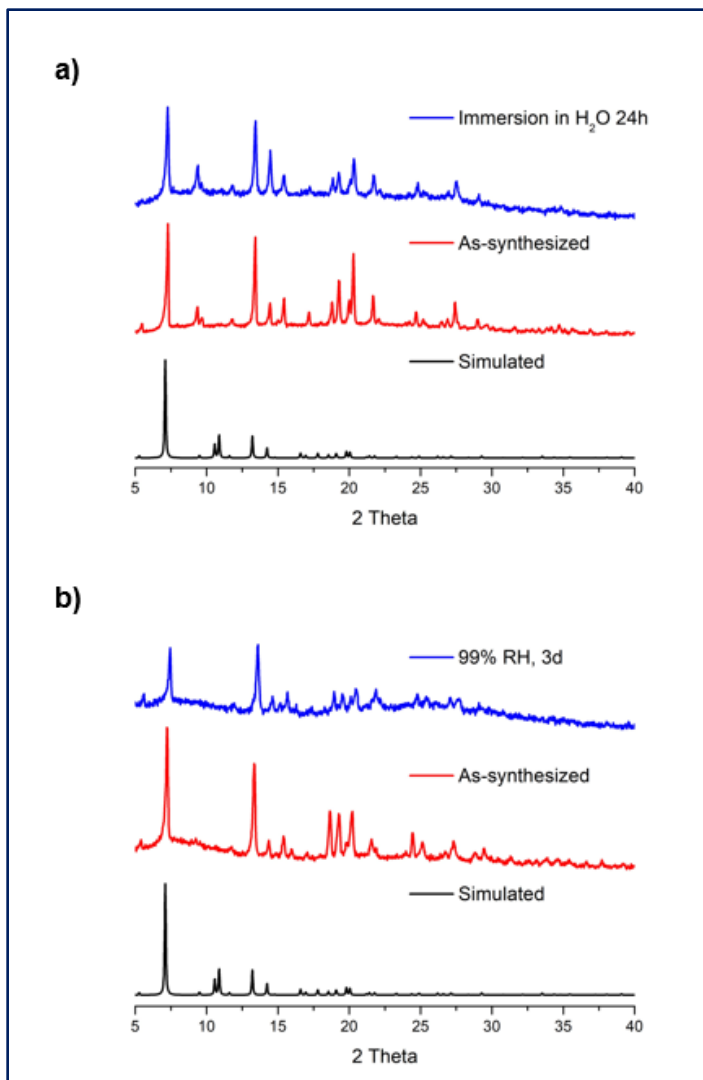 a)
Immersion in H₂O 24h
As-synthesized
Simulated
5 10 15 20 25 30 35 40
2 Theta
b)
99% RH, 3d
As-synthesized
Simulated
5 10 15 20 25 30 35 40
2 Theta